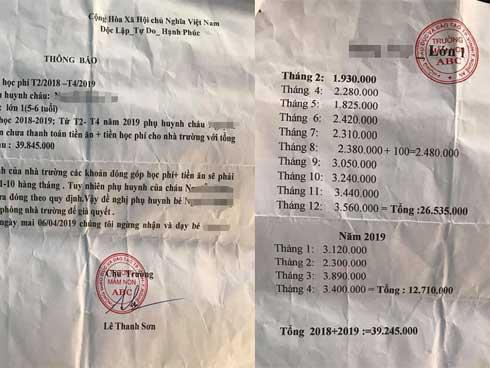 Cộng Hòa Xã Hội chủ Nghĩa Việt Nam
Độc Lập_Tự Do_ Hạnh Phúc
THÔNG BÁO
học phí T2/2018 –T4/2019
huynh cháu:
lớn 1(5-6 tuổi)
học 2018-2019; Từ T2- T4 năm 2019 phụ huynh cháu
chưa thanh toán tiền ăn + tiền học phí cho nhà trường với tổng
: 39.845.000
của nhà trường các khoản đóng góp học phí+ tiền ăn sẽ phải
1-10 hàng tháng . Tuy nhiên phụ huynh của cháu N
đóng theo quy định.Vậy đề nghị phụ huynh bé N
phòng nhà trường để giả quyết .
ngày mai 06/04/2019 chúng tôi ngừng nhận và dạy bé
Chủ Trường
MẦM NON
ABC
Lê Thanh Sơn
TRƯỜNG
ABC
Lớn 1
Tháng 2: 1.930.000
Tháng 4: 2.280.000
Tháng 5: 1.825.000
Tháng 6: 2.420.000
Tháng 7: 2.310.000
Tháng 8: 2.380.000 + 100=2.480.000
Tháng 9: 3.050.000
Tháng 10: 3.240.000
Tháng 11: 3.440.000
Tháng 12: 3.560.000= Tổng :26.535.000
Năm 2019
Tháng 1: 3.120.000
Tháng 2: 2.300.000
Tháng 3: 3.890.000
Tháng 4: 3.400.000= Tổng : 12,710,000
Tổng 2018+2019 :=39.245.000